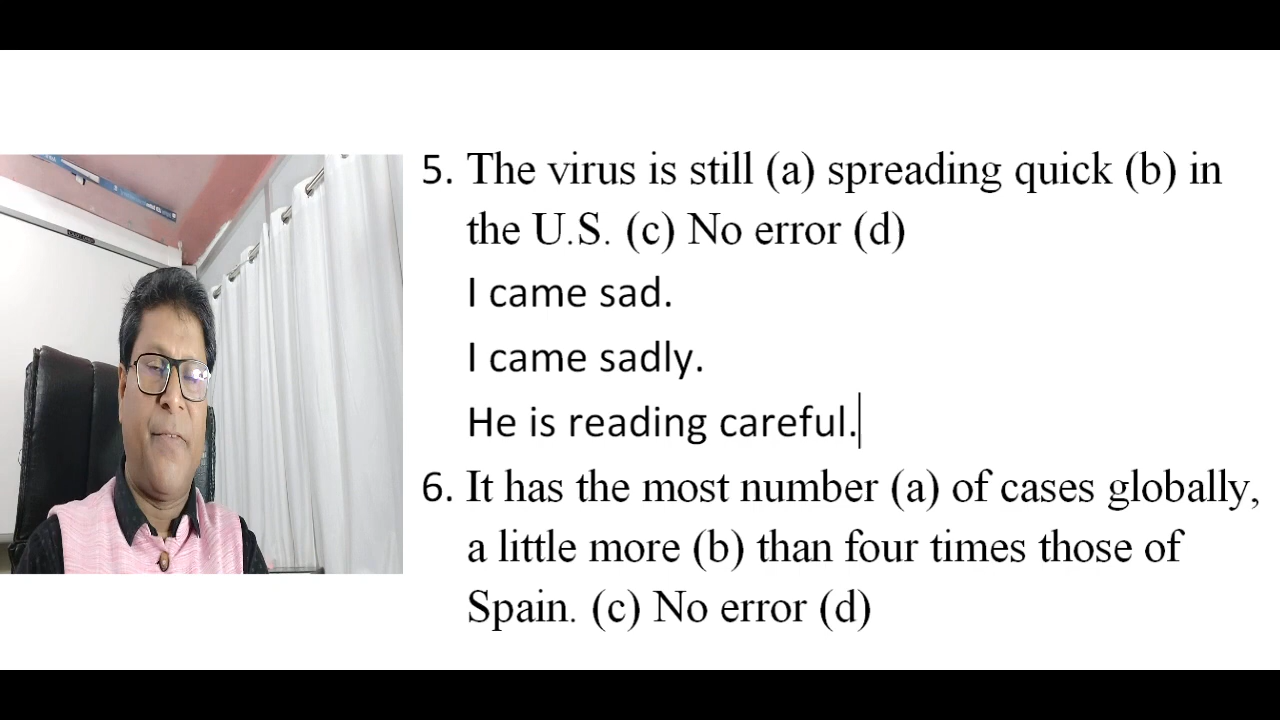 5. The virus is still (a) spreading quick (b) in
the U.S. (c) No error (d)
I came sad.
I came sadly.
He is reading careful.
6. It has the most number (a) of cases globally,
a little more (b) than four times those of
Spain. (c) No error (d)